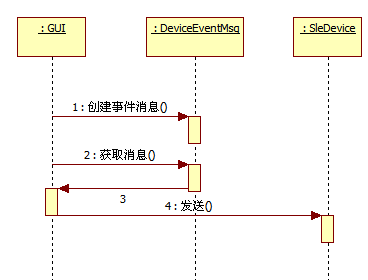 : GUI
: DeviceEventMsg
: SleDevice
1 : 创建事件消息()
2 : 获取消息()
3
4 : 发送()